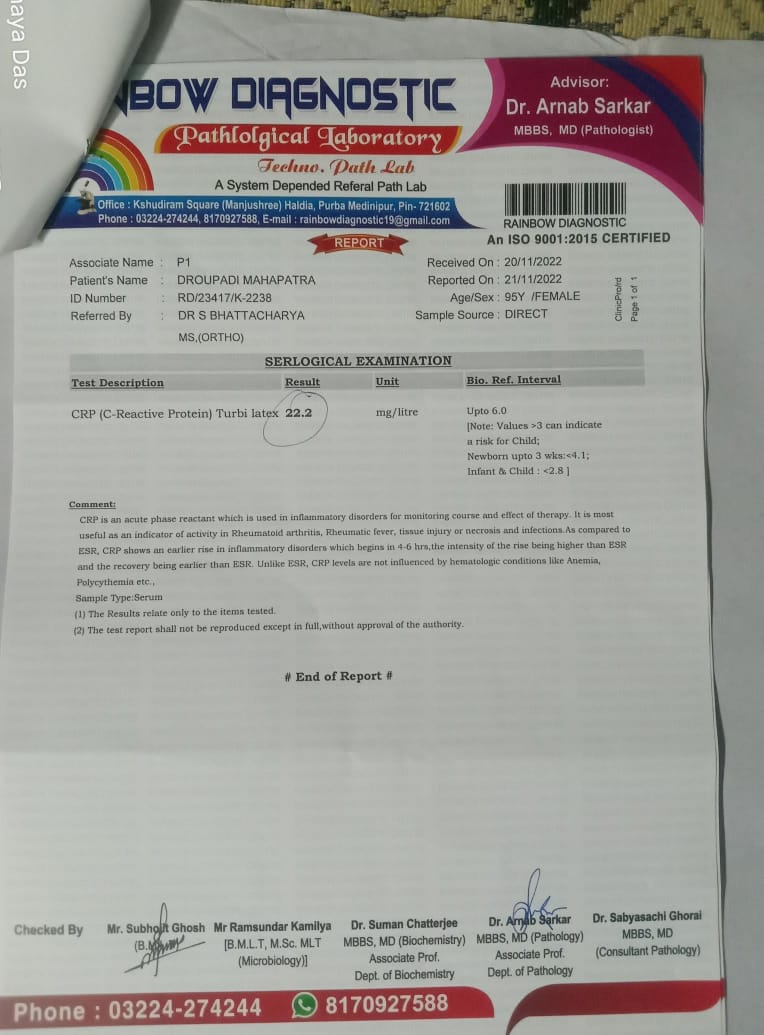 aya Das
BOW DIAGNOSTIC
Pathlolgical Laboratory
Techno. Path Lab
A System Depended Referal Path Lab
Office : Kshudiram Square (Manjushree) Haldia, Purba Medinipur, Pin- 721602
Phone : 03224-274244, 8170927588, E-mail : rainbowdiagnostic19@gmail.com
Advisor:
Dr. Arnab Sarkar
MBBS, MD (Pathologist)
RAINBOW DIAGNOSTIC
An ISO 9001:2015 CERTIFIED
REPORT
Associate Name : P1
Patient's Name : DROUPADI MAHAPATRA
ID Number : RD/23417/K-2238
Referred By : DR S BHATTACHARYA
MS,(ORTHO)
Received On : 20/11/2022
Reported On : 21/11/2022
Age/Sex : 95Y /FEMALE
Sample Source : DIRECT
ClinicPro/rd
Page 1 of 1
SERLOGICAL EXAMINATION
Test Description Result Unit Bio. Ref. Interval
CRP (C-Reactive Protein) Turbi latex 22.2 mg/litre Upto 6.0
[Note: Values >3 can indicate
a risk for Child;
Newborn upto 3 wks:<4.1;
Infant & Child : <2.8 ]
Comment:
CRP is an acute phase reactant which is used in inflammatory disorders for monitoring course and effect of therapy. It is most
useful as an indicator of activity in Rheumatoid arthritis, Rheumatic fever, tissue injury or necrosis and infections.As compared to
ESR, CRP shows an earlier rise in inflammatory disorders which begins in 4-6 hrs,the intensity of the rise being higher than ESR
and the recovery being earlier than ESR. Unlike ESR, CRP levels are not influenced by hematologic conditions like Anemia,
Polycythemia etc.,
Sample Type:Serum
(1) The Results relate only to the items tested.
(2) The test report shall not be reproduced except in full,without approval of the authority.
# End of Report #
Checked By
Mr. Subhojit Ghosh
Mr Ramsundar Kamilya
[B.M.L.T, M.Sc. MLT
(Microbiology)]
Dr. Suman Chatterjee
MBBS, MD (Biochemistry)
Associate Prof.
Dept. of Biochemistry
Dr. Arnab Sarkar
MBBS, MD (Pathology)
Associate Prof.
Dept. of Pathology
Dr. Sabyasachi Ghorai
MBBS, MD
(Consultant Pathology)
Phone : 03224-274244 8170927588